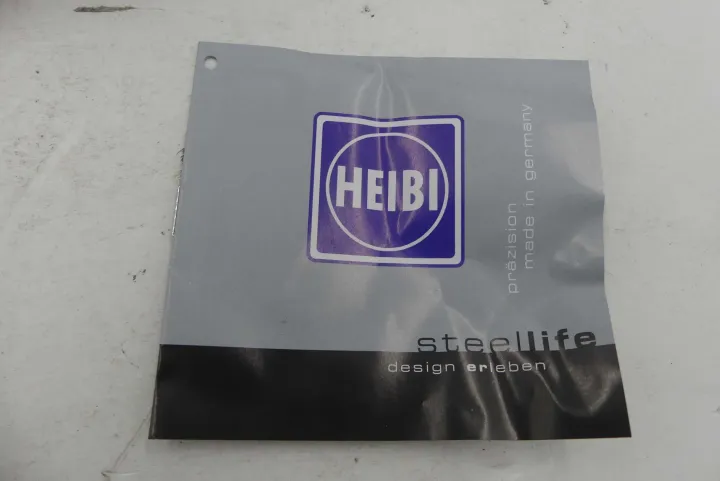 HEIBI
präzision
made in germany
steellife
design erleben